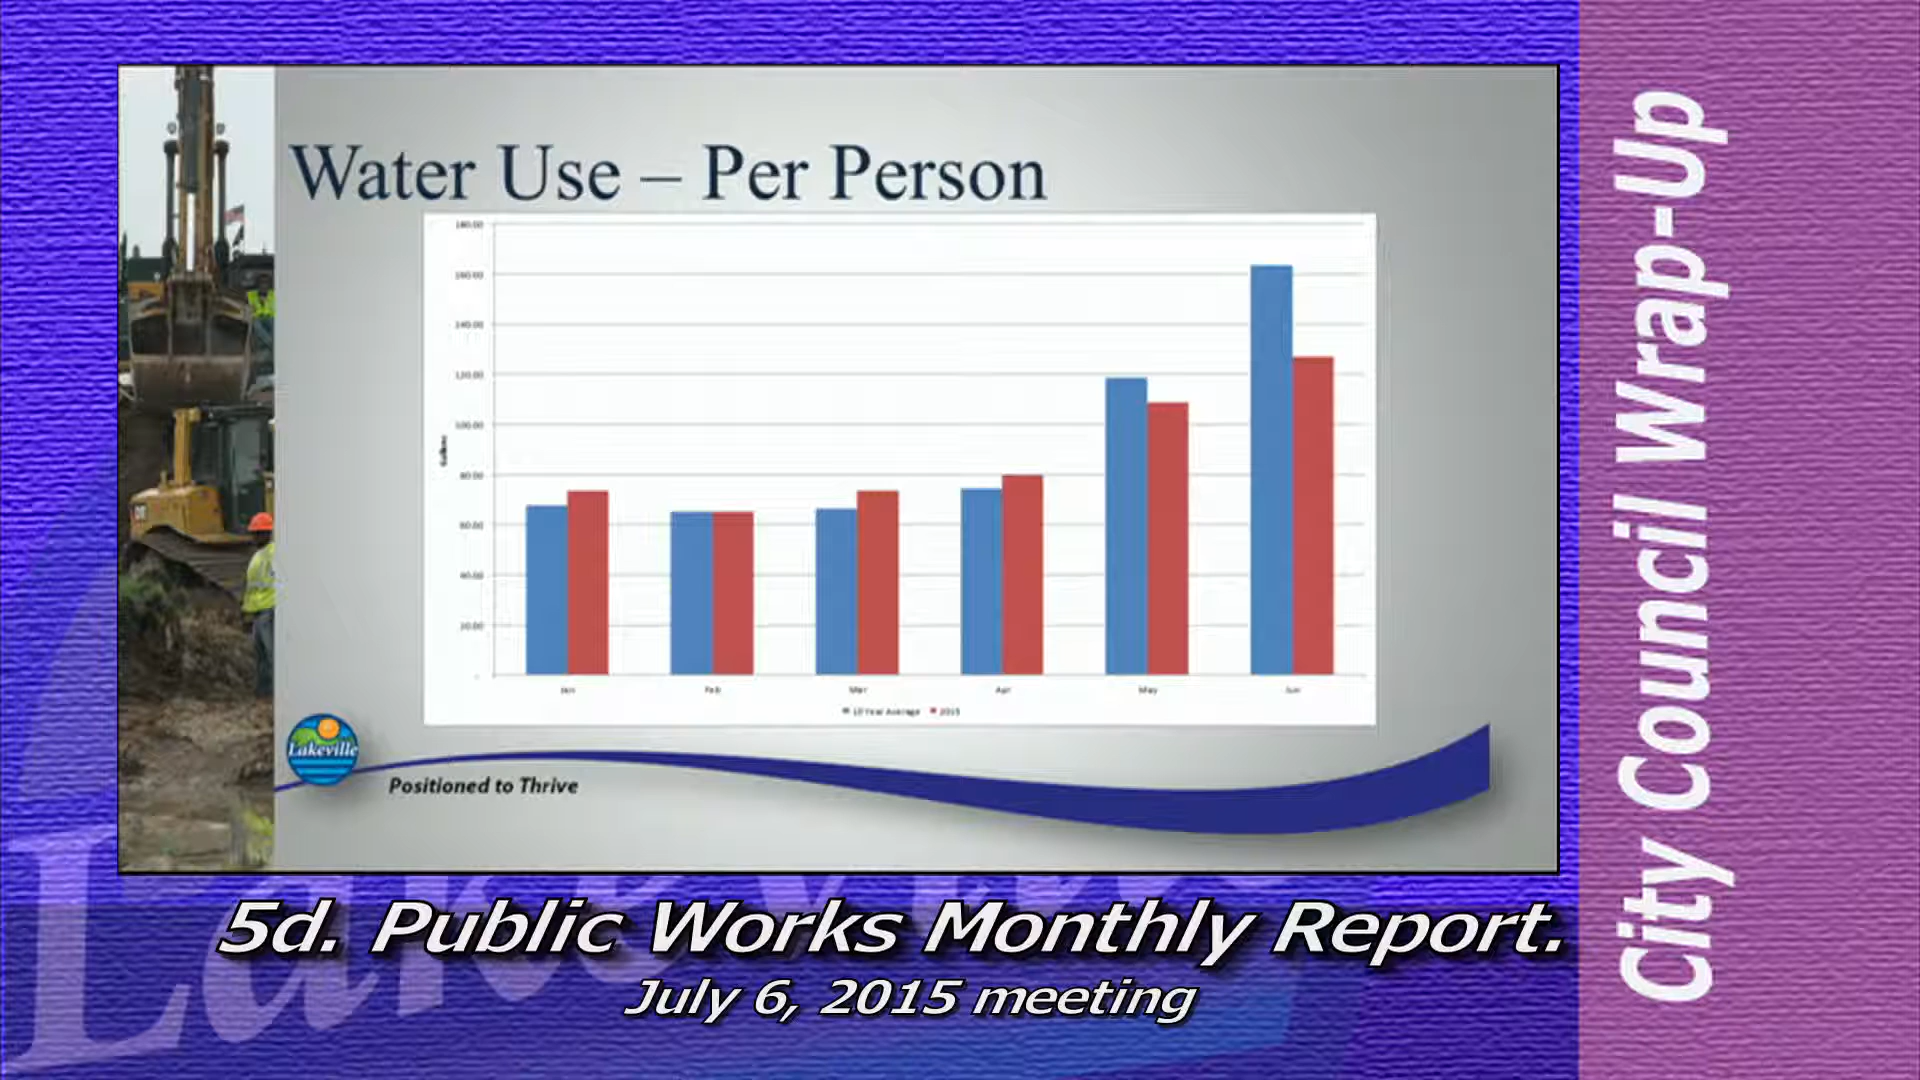 Water Use – Per Person
180.00
160.00
140.00
120.00
100.00
80.00
60.00
40.00
20.00
-
Gallons
Jan
Feb
Mar
Apr
May
Jun
10 Year Average
2015
Lakeville
Positioned to Thrive
5d. Public Works Monthly Report.
July 6, 2015 meeting
City Council Wrap-Up
Lakeville